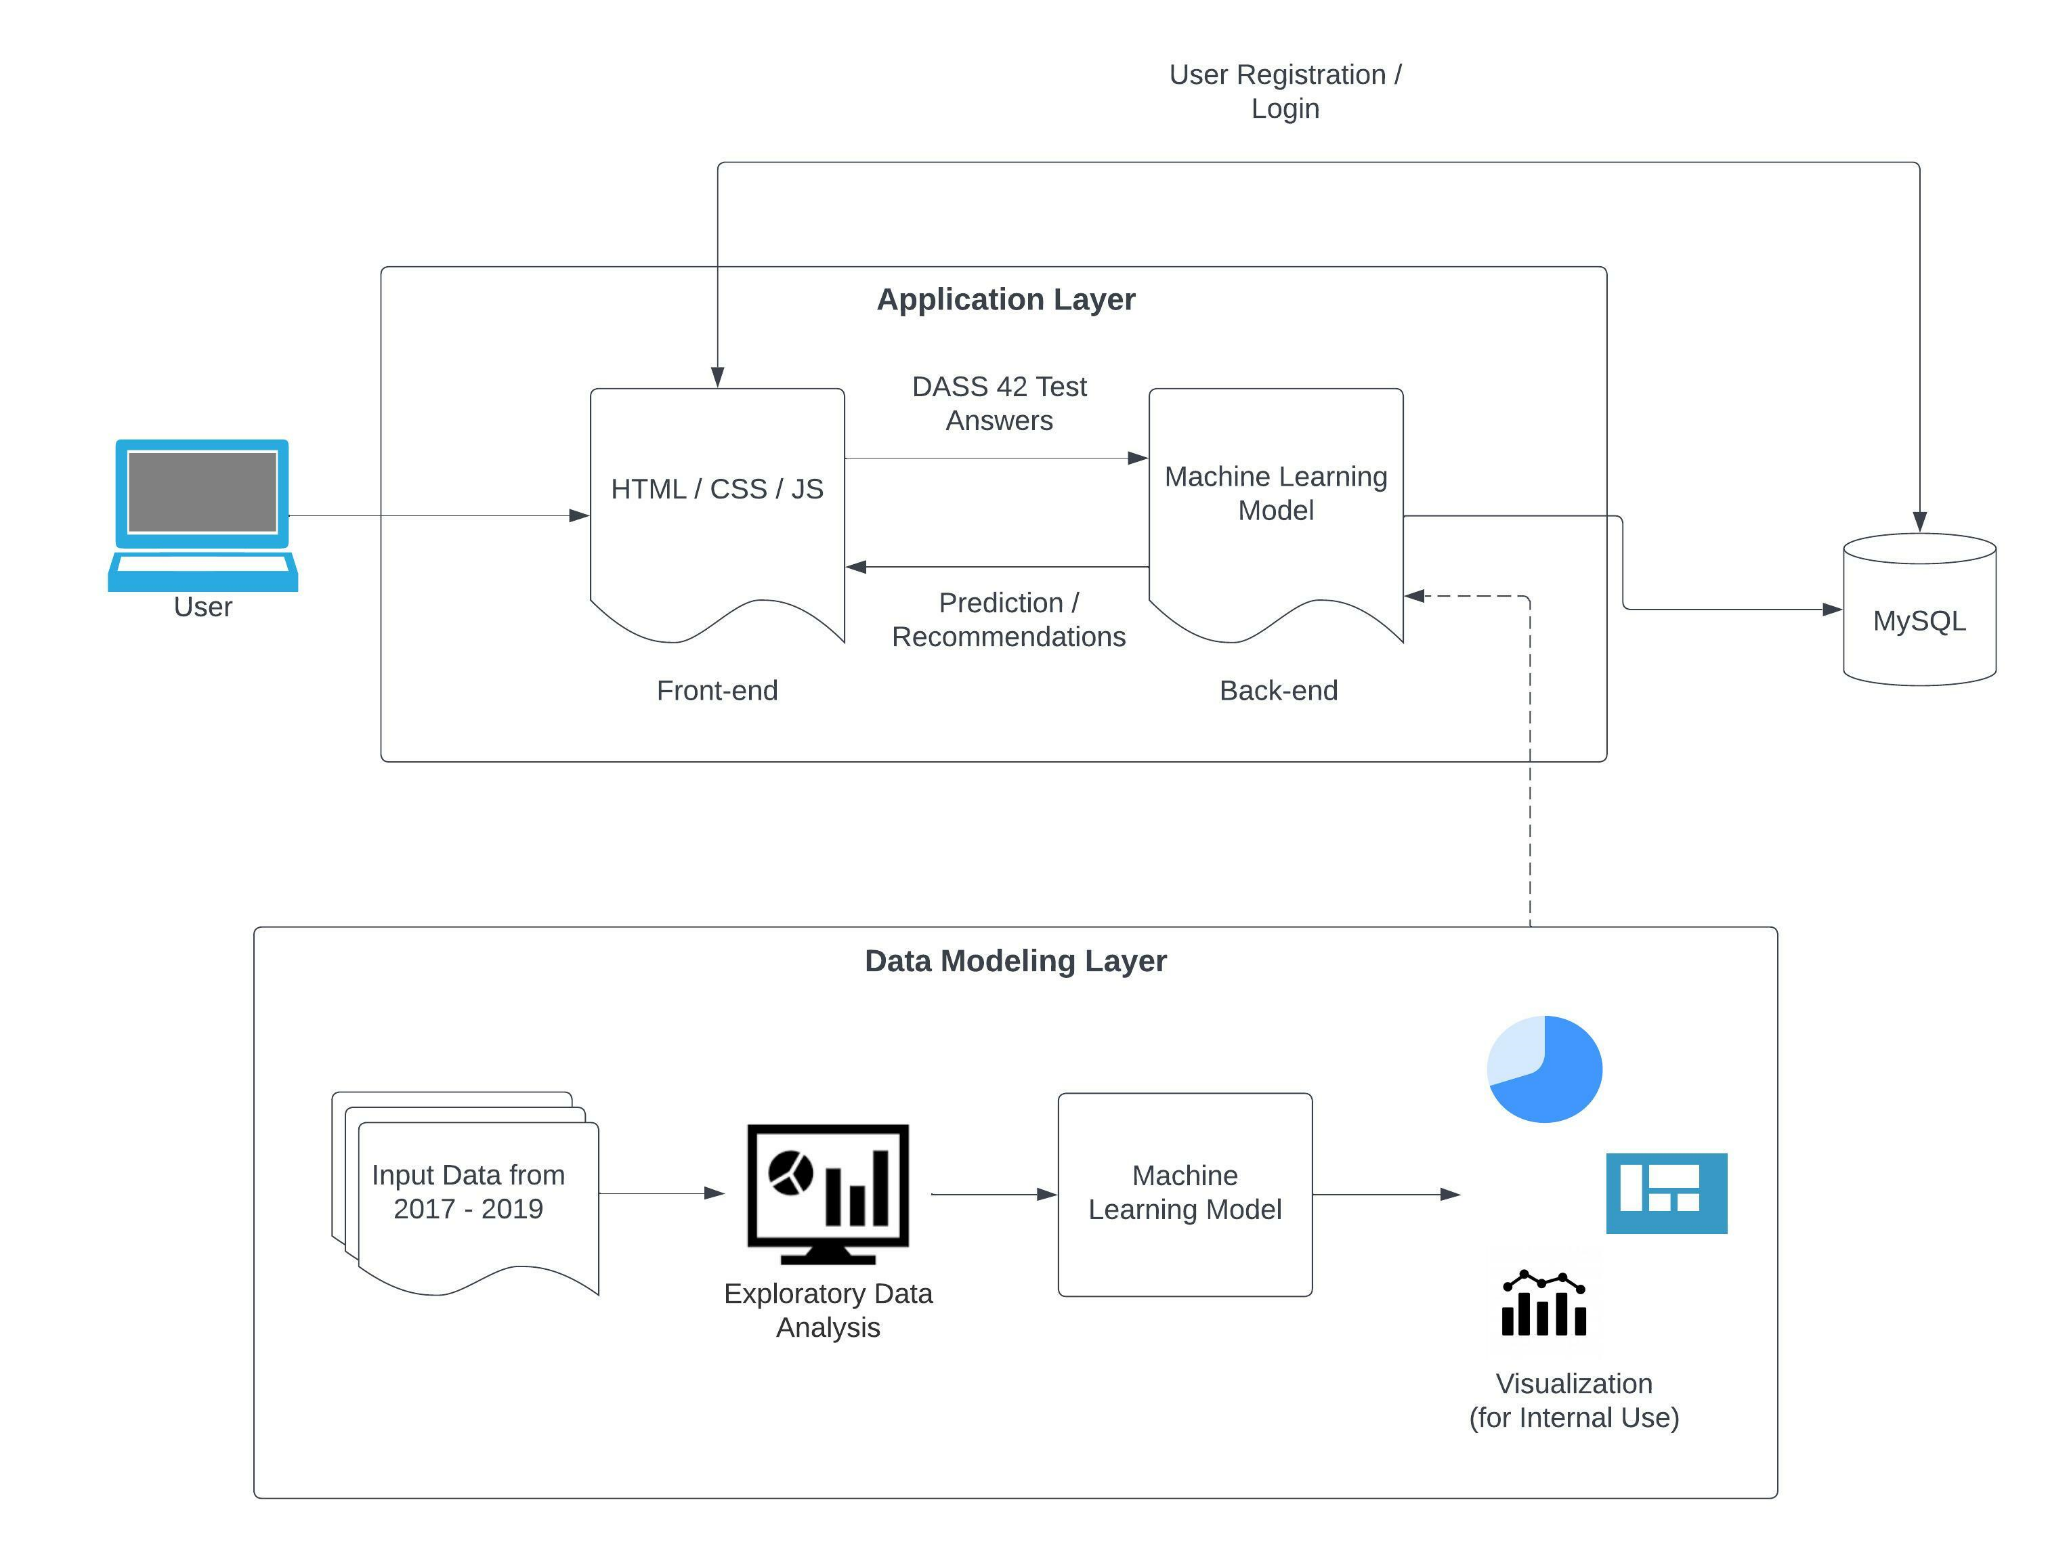 User Registration /
Login
Application Layer
DASS 42 Test
Answers
HTML / CSS / JS
Machine Learning
Model
User
Prediction /
Recommendations
MySQL
Front-end
Back-end
Data Modeling Layer
Input Data from
2017 - 2019
Machine
Learning Model
Exploratory Data
Analysis
Visualization
(for Internal Use)